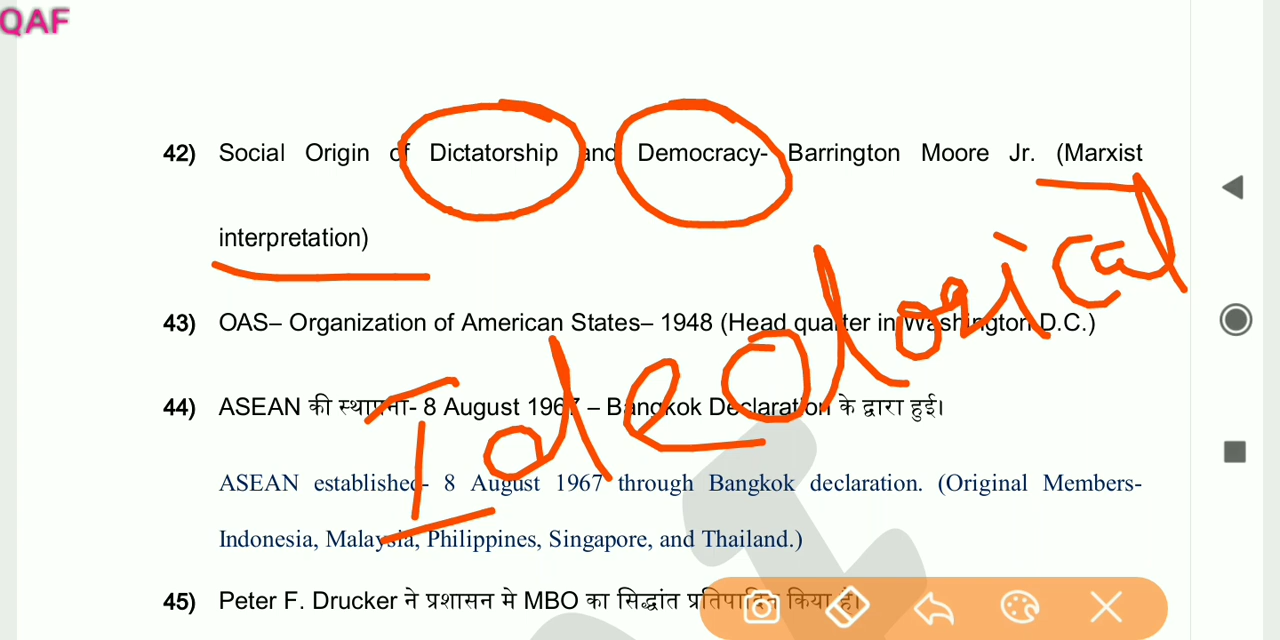 QAF
42) Social Origin of Dictatorship and Democracy- Barrington Moore Jr. (Marxist
interpretation)
43) OAS– Organization of American States– 1948 (Head quarter in Washington D.C.)
Ideological
44) ASEAN की स्थापना- 8 August 1967 – Bangkok Declaration के द्वारा हुई।
ASEAN established- 8 August 1967 through Bangkok declaration. (Original Members-
Indonesia, Malaysia, Philippines, Singapore, and Thailand.)
45) Peter F. Drucker ने प्रशासन मे MBO का सिद्धांत प्रतिपादित किया है।